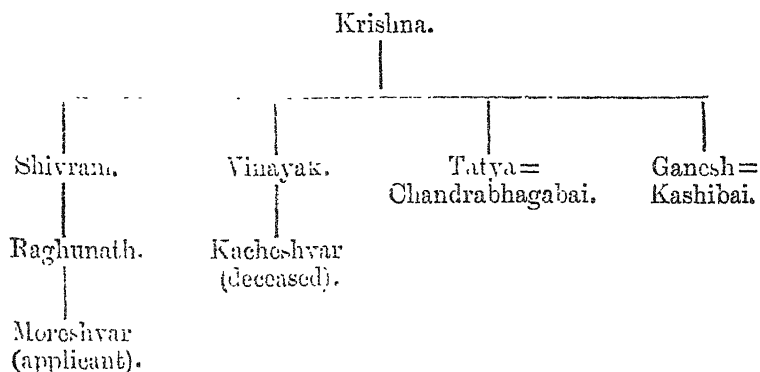 Krishna.
Shivram. Vinayak. Tatya= Ganesh=
Chandrabhagabai. Kashibai.
Raghunath. Kacheshvar
(deceased).
Moreshvar
(applicant).